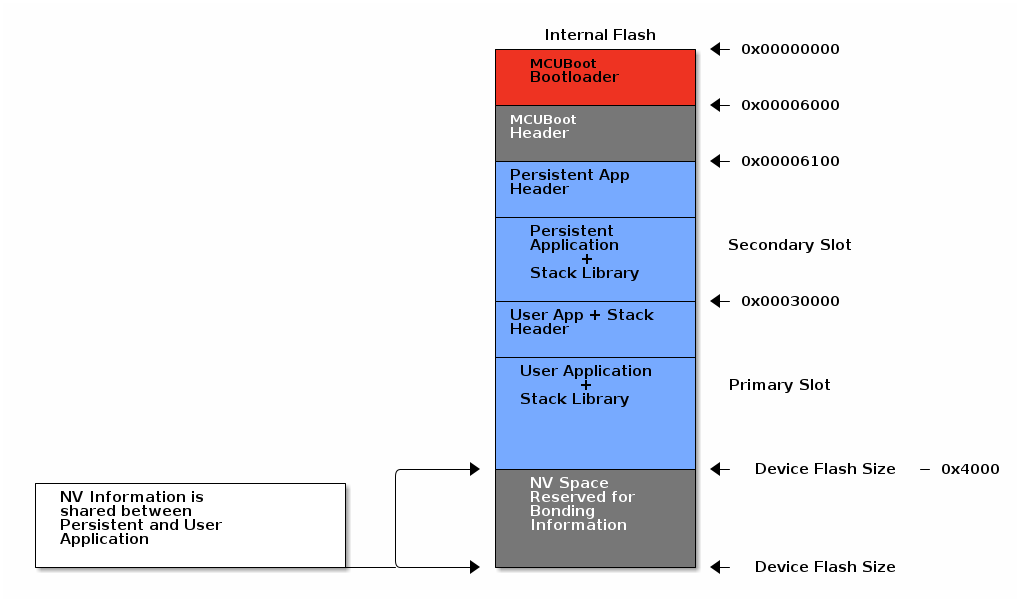 Internal Flash
MCUBoot
Bootloader
0x00000000
0x00006000
MCUBoot
Header
0x00006100
Persistent App
Header
Persistent
Application
+
Stack Library
Secondary Slot
0x00030000
User App + Stack
Header
User Application
+
Stack Library
Primary Slot
Device Flash Size – 0x4000
NV Space
Reserved for
Bonding
Information
NV Information is
shared between
Persistent and User
Application
Device Flash Size